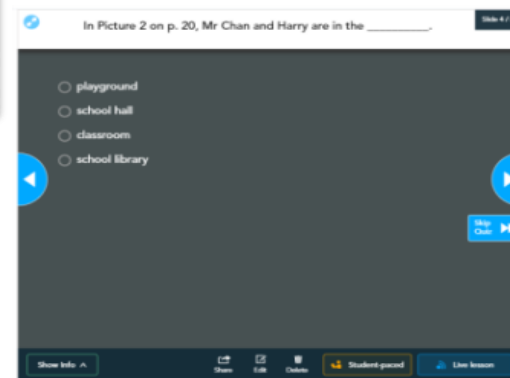 In Picture 2 on p. 20, Mr Chan and Harry are in the __________.
Slide 4 /
playground
school hall
classroom
school library
Skip
Quiz
Show Info
Share
Edit
Delete
Student-paced
Live lesson